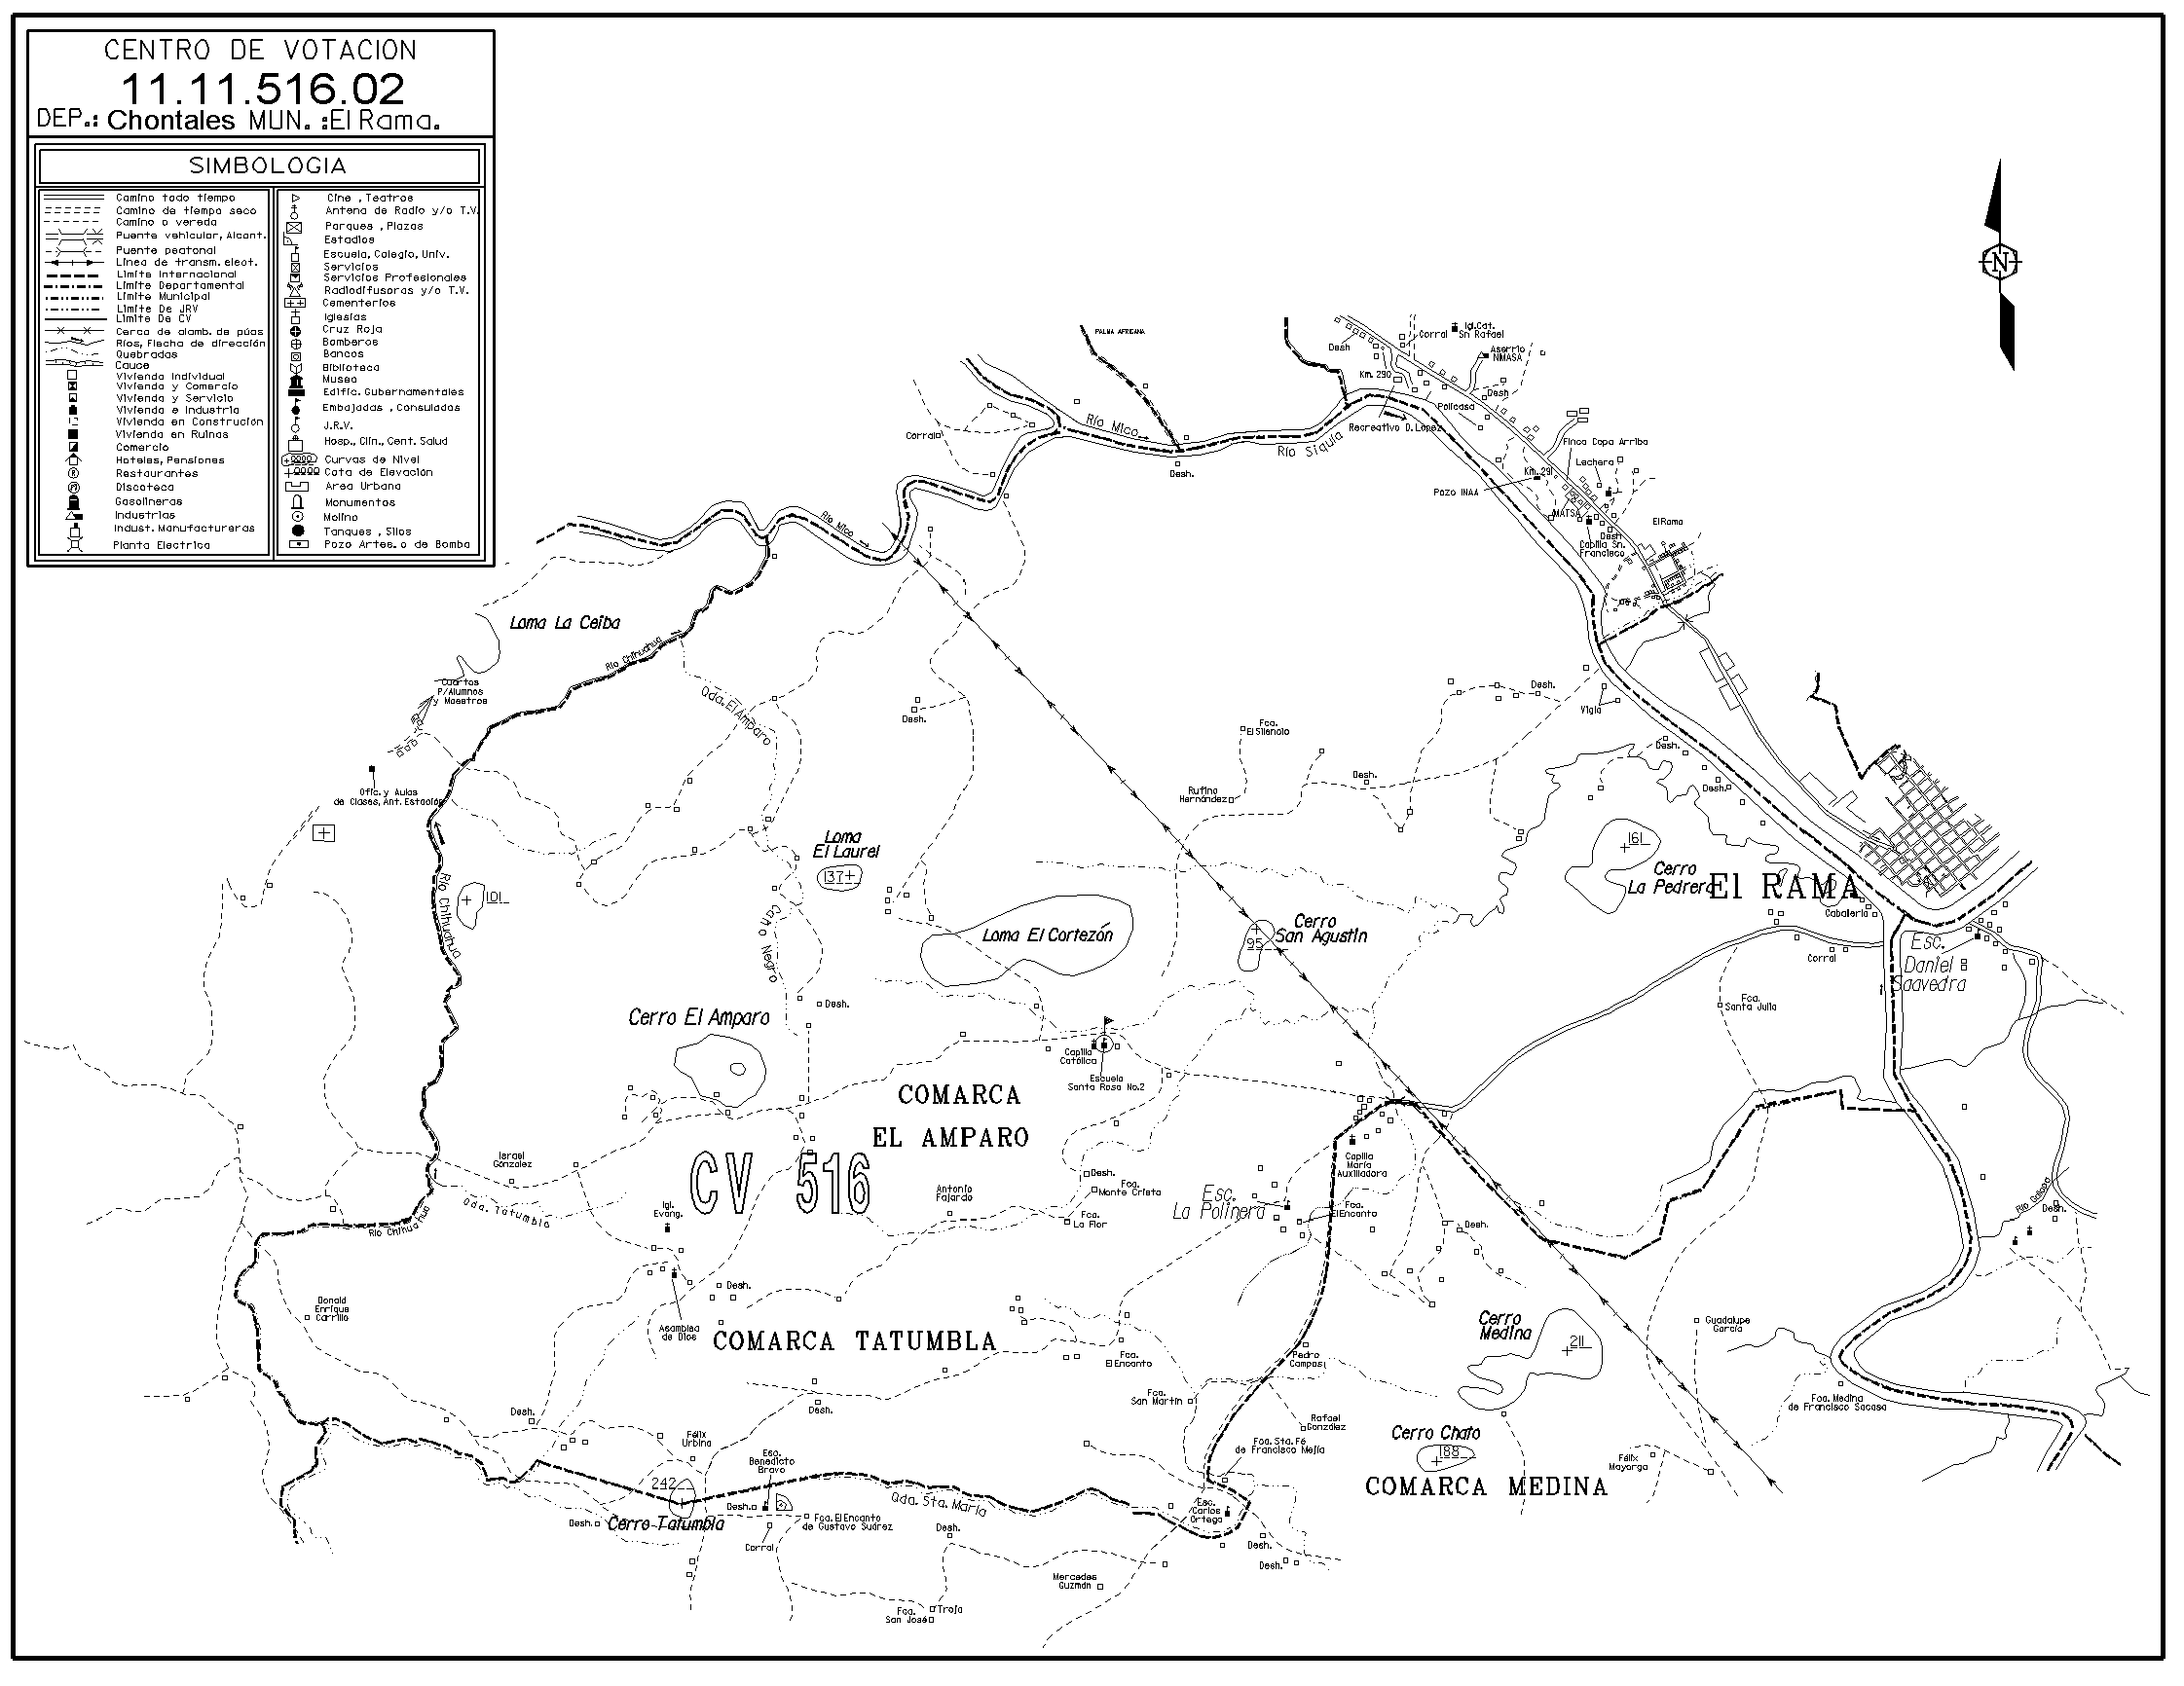 CENTRO DE VOTACION
11.11.516.02
DEP.: Chontales MUN. :El Rama.
SIMBOLOGIA
Camino todo tiempo
Camino de tiempo seco
Camino o vereda
Puente vehicular, Alcant.
Puente peatonal
Linea de transm. elect.
Limite Internacional
Limite Departamental
Limite Municipal
Limite De JRV
Limite De CV
Cerca de alamb. de púas
Ríos, Flecha de dirección
Quebradas
Cauce
Vivienda Individual
Vivienda y Comercio
Vivienda y Servicio
Vivienda e Industria
Vivienda en Construción
Vivienda en Ruinas
Comercio
Hoteles, Pensiones
Restaurantes
Discoteca
Gasolineras
Industrias
Indust. Manufactureras
Planta Electrica
Cine , Teatros
Antena de Radio y/o T.V.
Parques , Plazas
Estadios
Escuela, Colegio, Univ.
Servicios
Servicios Profesionales
Radiodifusoras y/o T.V.
Cementerios
Iglesias
Cruz Roja
Bomberos
Bancos
Biblioteca
Museo
Edific. Gubernamentales
Embajadas , Consulados
J.R.V.
Hosp., Clin., Cent. Salud
Curvas de Nivel
Cota de Elevación
Area Urbana
Monumentos
Molino
Tanques , Silos
Pozo Artes. o de Bomba
N
PALMA AFRICANA
Desh
Corral
Igl. Cat.
Sn Rafael
Aserrio
NIMASA
Km. 290
Desh
Policasa
Recreativo D. Lopez
Río Mico
Río Siquia
Corrals
Desh.
Finca Copa Arriba
Lechera
Km. 291
Pozo INAA
MATSA
Desh
Capilla Sn.
Francisco
El Rama
Río Mico
Loma La Ceiba
Río Chihuahua
Cuartos
P/Alumnos
y Maestros
Qda. El Amparo
Desh.
Desh.
Vigia
Fca.
El Silencio
Desh.
Desh.
Desh.
Rufino
Hernández
Ofic. y Aulas
de Clases, Ant. Estación
Loma
El Laurel
137
161
Cerro
La Pedrera
El RAMA
Cabaleria
Río Chihuahua
101
Caño Negro
Loma El Cortezán
Cerro
San Agustin
95
Corral
Esc.
Daniel
Saavedra
Desh.
Cerro El Amparo
Fca.
Santa Julia
Capilla
Católica
Escuela
Santa Rosa No.2
COMARCA
EL AMPARO
CV 516
Israel
Gónzalez
Desh.
Fca.
Monte Cristo
Capilla
María
Auxiliadora
Antonio
Fajardo
Esc.
La Polinera
Fca.
El Encanto
Qda. Tatumbla
Río Chihuahua
Igl.
Evang.
Fca.
La Flor
Desh.
Río Galiopo
Desh.
Desh.
Donald
Enrique
Carrillo
Asamblea
de Dios
COMARCA TATUMBLA
Cerro
Medina
211
Guadalupe
García
Pedro
Campos
Fca.
El Encanto
Fca.
San Martin
Fca. Medina
de Francisco Sacasa
Desh.
Desh.
Rafael
González
Félix
Urbina
Cerro Chato
188
Fca. Sta. Fé
de Francisco Mejía
Esc.
Benedicto
Bravo
Félix
Mayorga
242
COMARCA MEDINA
Desh.
Qda. Sta. María
Esc.
Carlos
Ortega
Desh.
Cerro Tatumbla
Fca. El Encanto
de Gustavo Suárez
Desh.
Corral
Desh.
Desh.
Mercedes
Guzmán
Fca.
San José
Troja